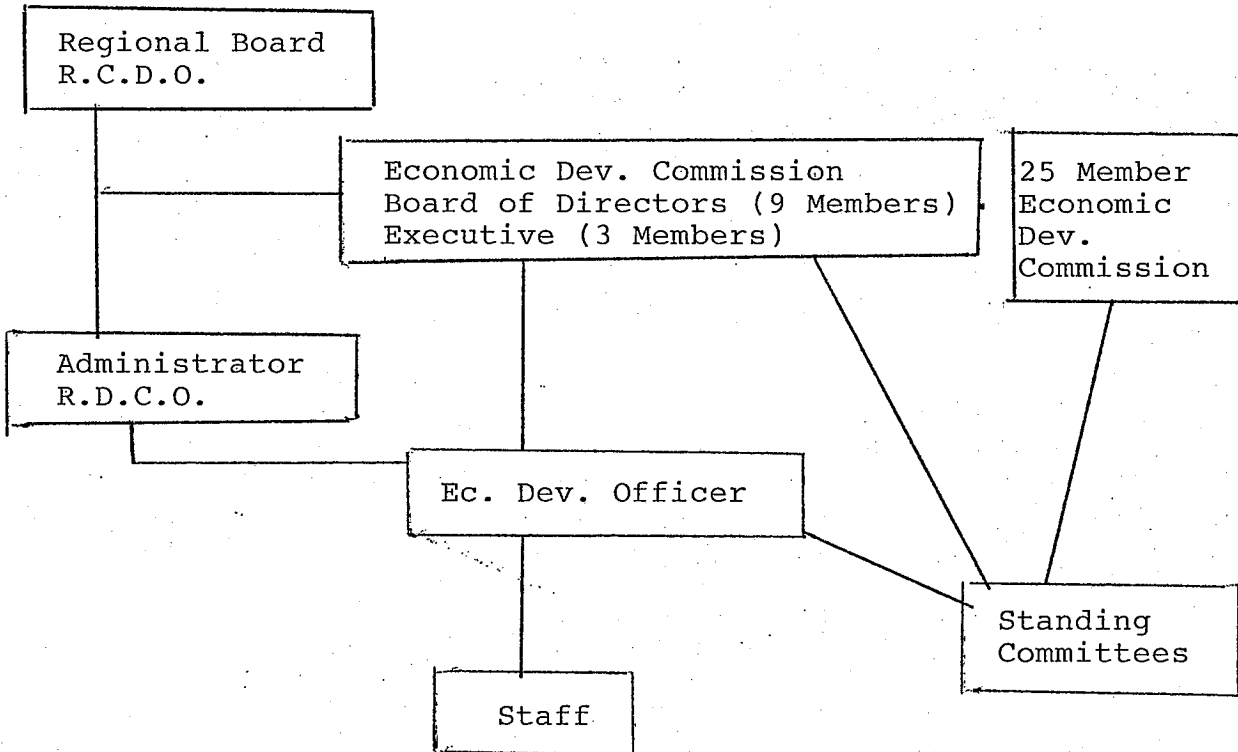 Regional Board
R.C.D.O.
Economic Dev. Commission
Board of Directors (9 Members)
Executive (3 Members)
25 Member
Economic
Dev.
Commission
Administrator
R.D.C.O.
Ec. Dev. Officer
Standing
Committees
Staff